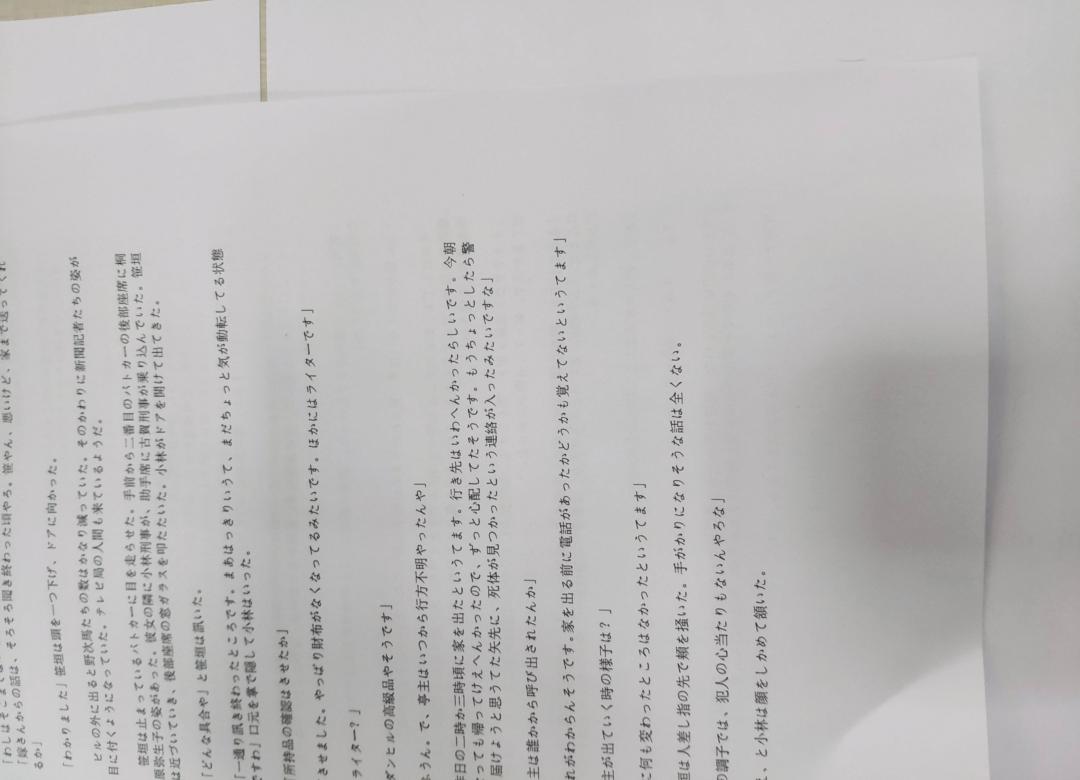 「わしはそこまでは
「嫁さんからの話は、そろそろ聞き終わった頃やろ。笹やん、悪いけど、家まで送ってくれ
るか」
「わかりました」笹垣は頭を一つ下げ、ドアに向かった。
ビルの外に出ると野次馬たちの数はかなり減っていた。そのかわりに新聞記者たちの姿が
目に付くようになっていた。テレビ局の人間も来ているようだ。
笹垣は止まっているパトカーに目を走らせた。手前から二番目のパトカーの後部座席に桐
原弥生子の姿があった。彼女の隣に小林刑事が、助手席に古賀刑事が乗り込んでいた。笹垣
は近づいていき、後部座席の窓ガラスを叩たたいた。小林がドアを開けて出てきた。
「どんな具合や」と笹垣は訊いた。
「一通り訊き終わったところです。まあはっきりいうて、まだちょっと気が動転してる状態
ですわ」口元を掌で隠して小林はいった。
所持品の確認はさせたか」
させました。やっぱり財布がなくなってるみたいです。ほかにはライターです」
ライター？」
ダンヒルの高級品やそうです」
ふうん。で、亭主はいつから行方不明やったんや」
昨日の二時か三時頃に家を出たというてます。行き先はいわへんかったらしいです。今朝
なっても帰ってけえへんかったので、ずっと心配してたそうです。もうちょっとしたら警
届けようと思うてた矢先に、死体が見つかったという連絡が入ったみたいですな」
主は誰かから呼び出されたんか」
れがわからんそうです。家を出る前に電話があったかどうかも覚えてないというてます」
主が出ていく時の様子は？」
に何も変わったところはなかったというてます」
垣は人差し指の先で頬を掻いた。手がかりになりそうな話は全くない。
の調子では、犯人の心当たりもないんやろな」
、と小林は顔をしかめて頷いた。